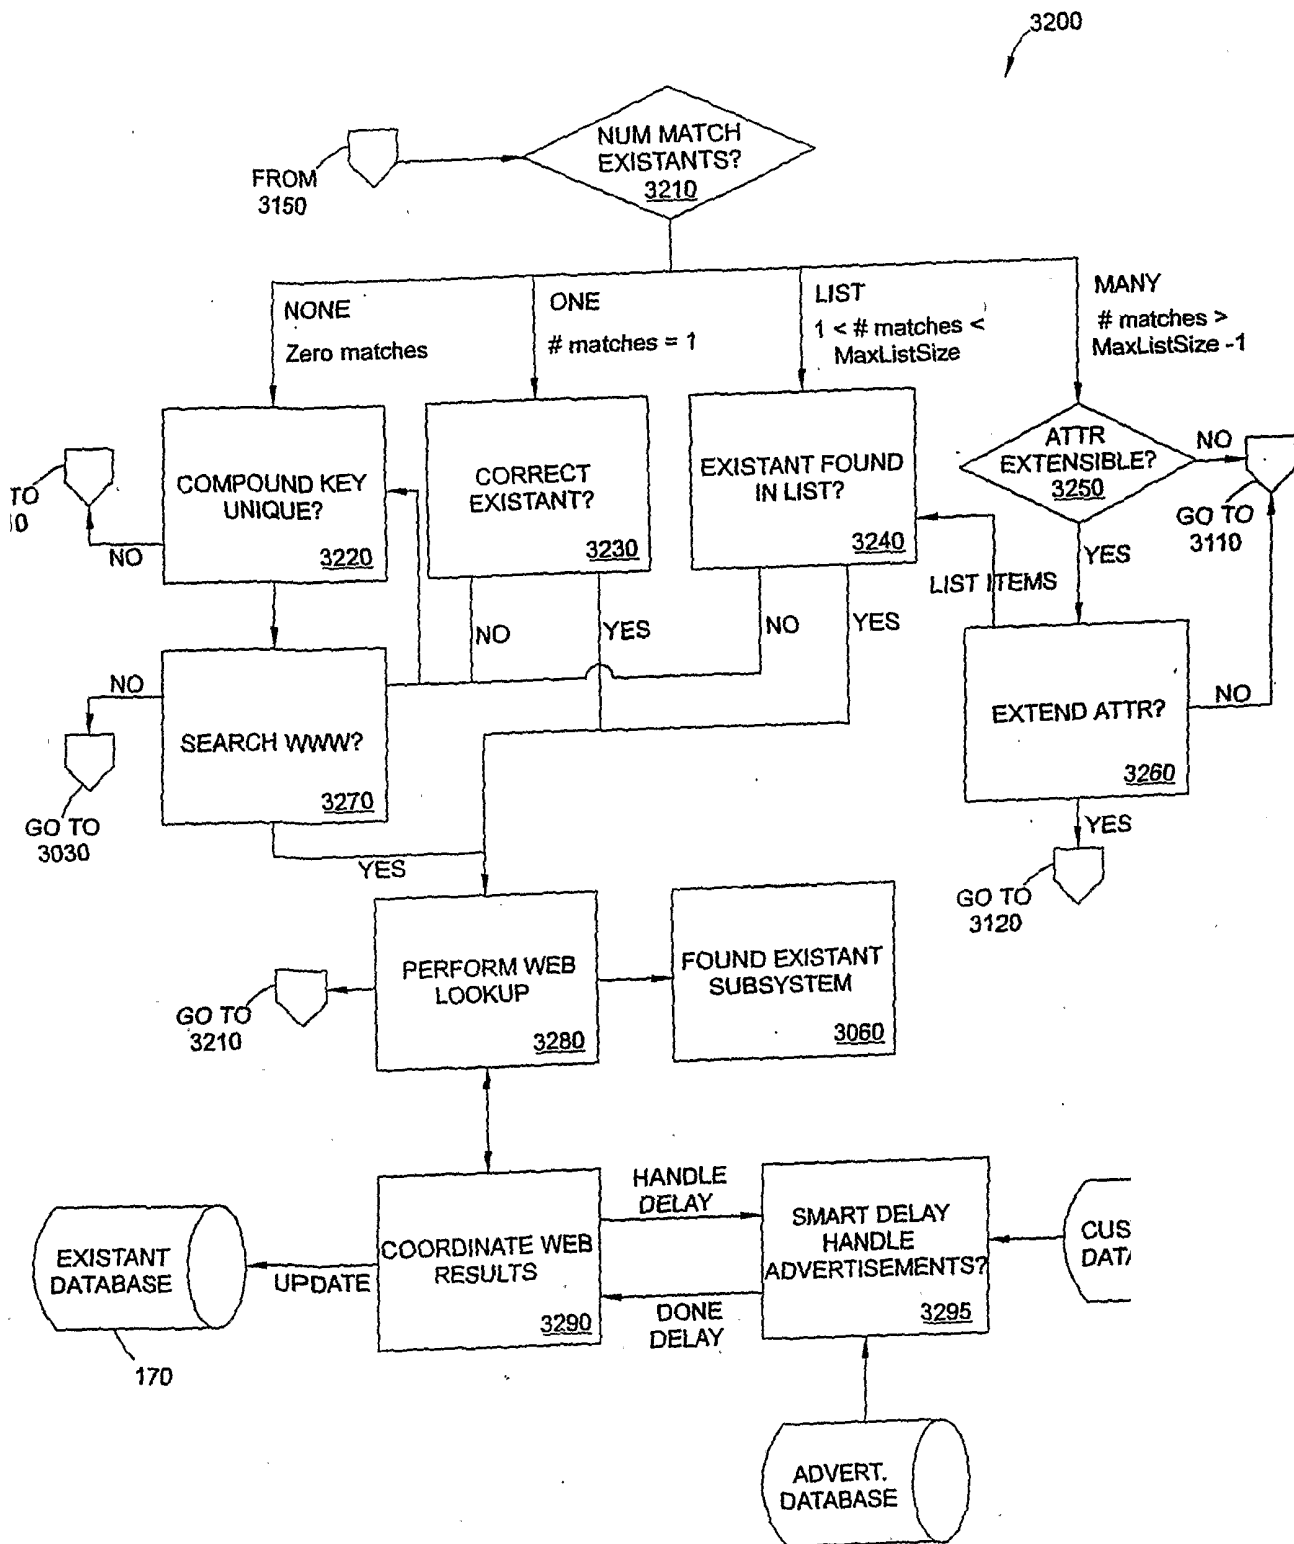 3200
NUM MATCH
EXISTANTS?
3210
FROM
3150
NONE
Zero matches
ONE
# matches = 1
LIST
1 < # matches <
MaxListSize
MANY
# matches >
MaxListSize -1
TO
COMPOUND KEY
UNIQUE?
3220
NO
CORRECT
EXISTANT?
3230
EXISTANT FOUND
IN LIST?
3240
ATTR
EXTENSIBLE?
3250
NO
GO TO
3110
YES
LIST ITEMS
NO
YES
NO
YES
NO
SEARCH WWW?
3270
GO TO
3030
YES
EXTEND ATTR?
3260
NO
YES
GO TO
3120
PERFORM WEB
LOOKUP
3280
GO TO
3210
FOUND EXISTANT
SUBSYSTEM
3060
EXISTANT
DATABASE
170
UPDATE
COORDINATE WEB
RESULTS
3290
HANDLE
DELAY
DONE
DELAY
SMART DELAY
HANDLE
ADVERTISEMENTS?
3295
CUS
DATA
ADVERT.
DATABASE